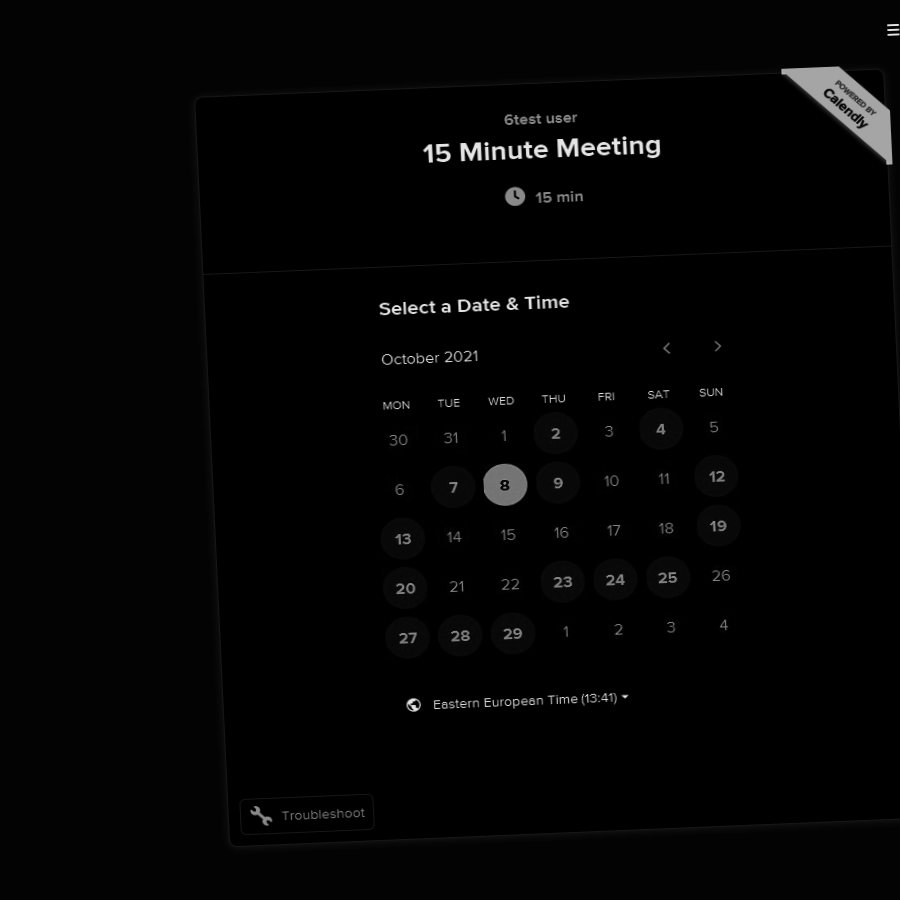 POWERED BY
Calendly
6test user
15 Minute Meeting
15 min
Select a Date & Time
October 2021
MON TUE WED THU FRI SAT SUN
30 31 1 2 3 4 5
6 7 8 9 10 11 12
13 14 15 16 17 18 19
20 21 22 23 24 25 26
27 28 29 1 2 3 4
Eastern European Time (13:41)
Troubleshoot